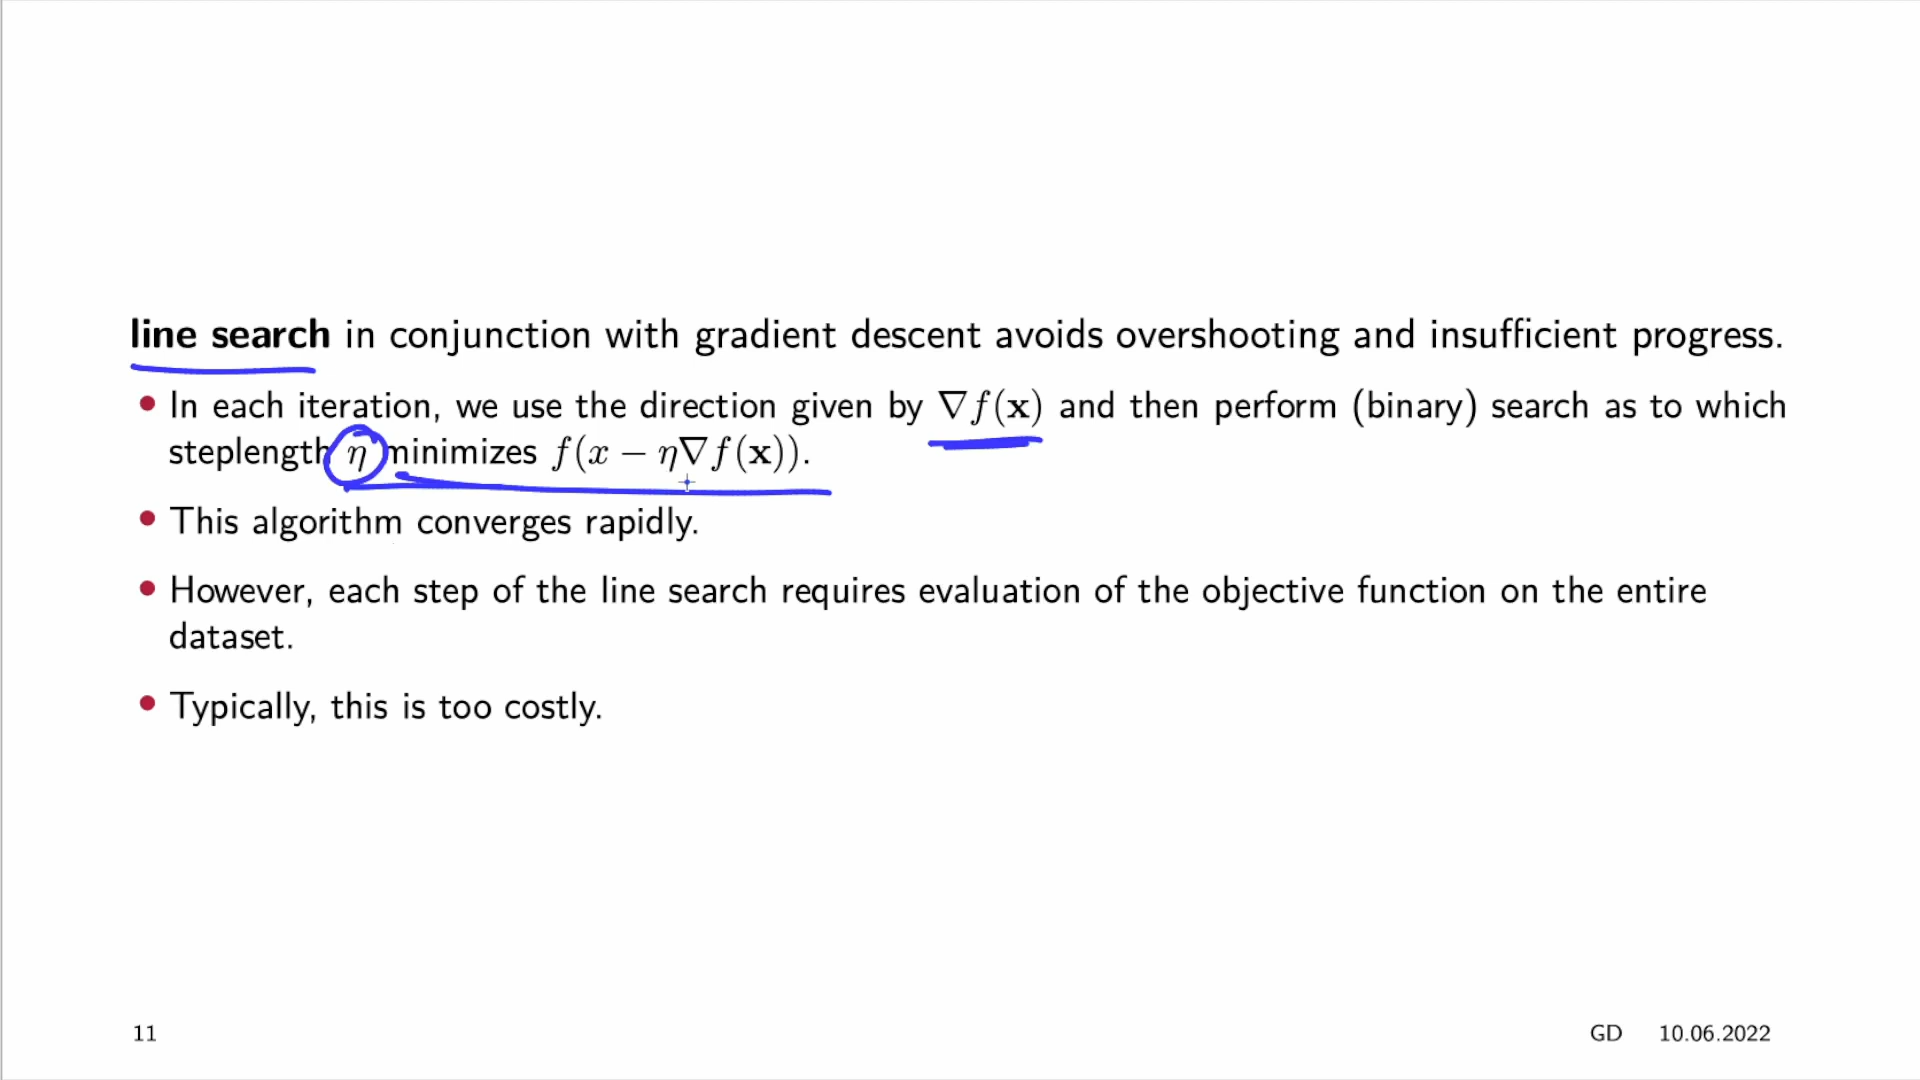 line search in conjunction with gradient descent avoids overshooting and insufficient progress.
• In each iteration, we use the direction given by ∇f(x) and then perform (binary) search as to which
steplength η minimizes f(x − η∇f(x)).
• This algorithm converges rapidly.
• However, each step of the line search requires evaluation of the objective function on the entire
dataset.
• Typically, this is too costly.
11 GD 10.06.2022